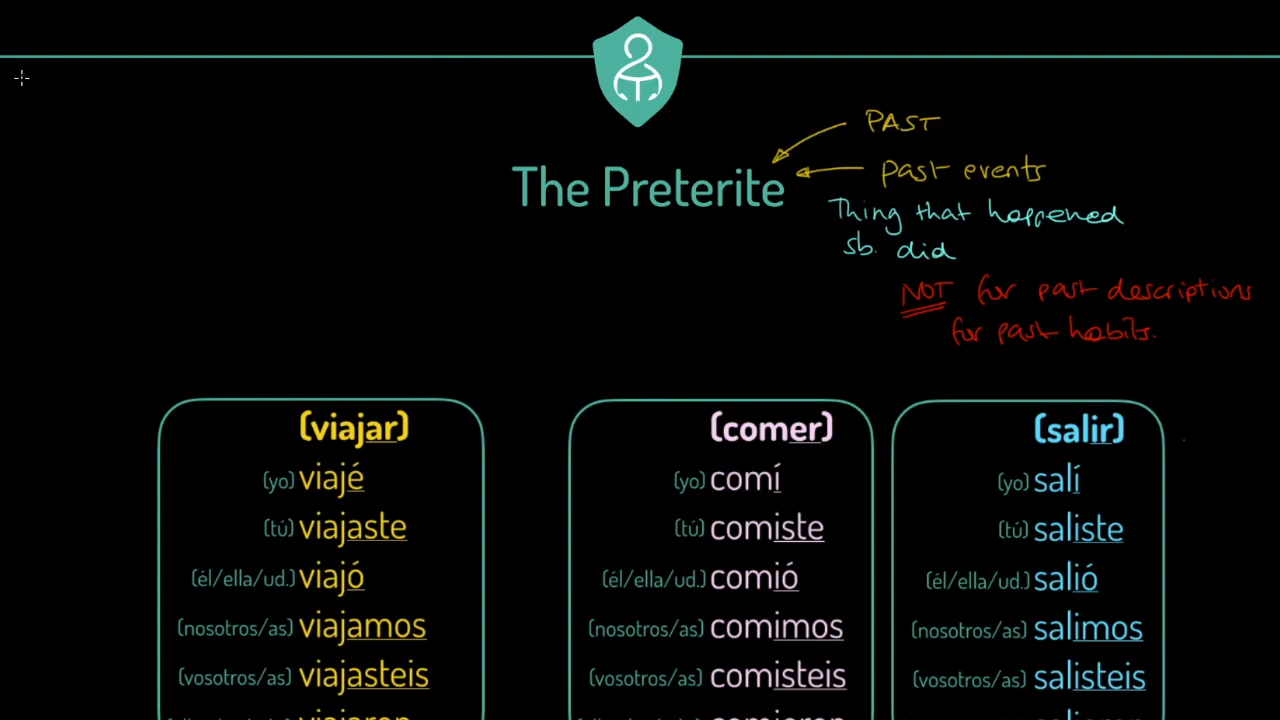 PAST
The Preterite
past events
Thing that happened
sb. did
NOT for past descriptions
for past habits.
(viajar)
(yo) viajé
(tú) viajaste
(él/ella/ud.) viajó
(nosotros/as) viajamos
(vosotros/as) viajasteis
(comer)
(yo) comí
(tú) comiste
(él/ella/ud.) comió
(nosotros/as) comimos
(vosotros/as) comisteis
(salir)
(yo) salí
(tú) saliste
(él/ella/ud.) salió
(nosotros/as) salimos
(vosotros/as) salisteis